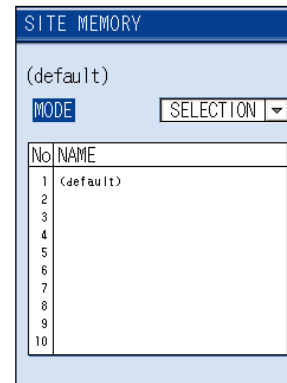 SITE MEMORY
(default)
MODE SELECTION
No NAME
1 (default)
2
3
4
5
6
7
8
9
10